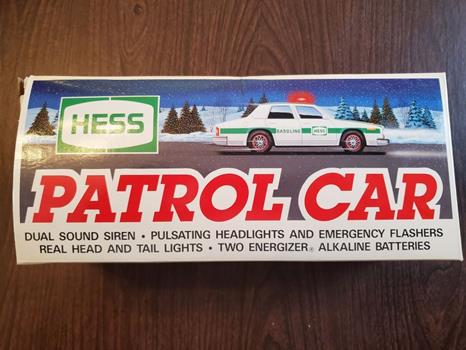 HESS
GASOLINE HESS
PATROL CAR
DUAL SOUND SIREN • PULSATING HEADLIGHTS AND EMERGENCY FLASHERS
REAL HEAD AND TAIL LIGHTS • TWO ENERGIZER® ALKALINE BATTERIES